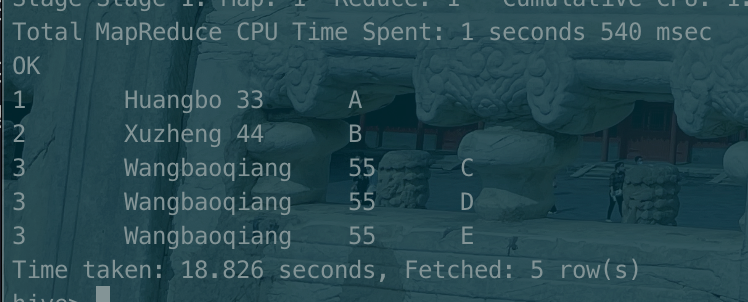 Stage-Stage-1: Map: 1 Reduce: 1 Cumulative CPU: 1.
Total MapReduce CPU Time Spent: 1 seconds 540 msec
OK
1 Huangbo 33 A
2 Xuzheng 44 B
3 Wangbaoqiang 55 C
3 Wangbaoqiang 55 D
3 Wangbaoqiang 55 E
Time taken: 18.826 seconds, Fetched: 5 row(s)
hive>